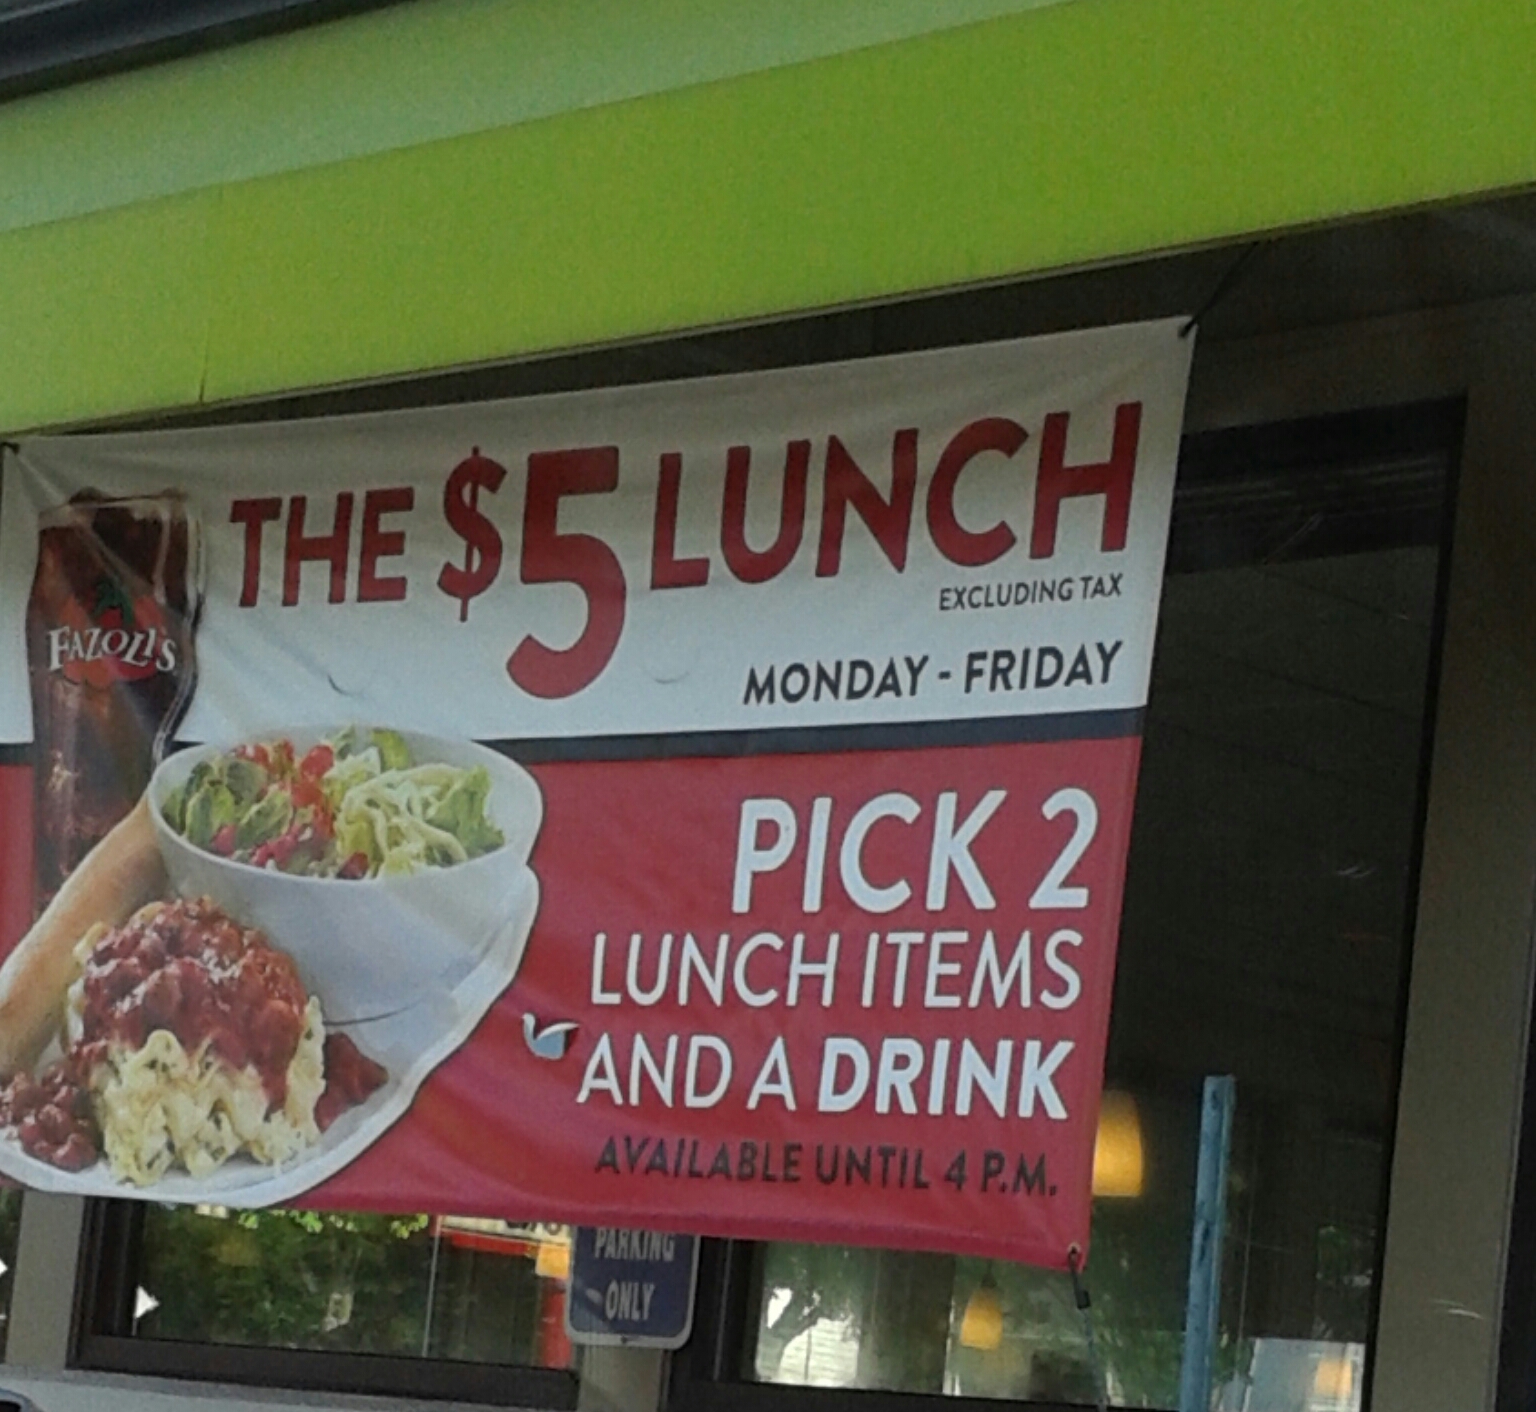 THE $5 LUNCH
EXCLUDING TAX
MONDAY - FRIDAY
FAZOLI'S
PICK 2
LUNCH ITEMS
AND A DRINK
AVAILABLE UNTIL 4 P.M.
PARKING
ONLY